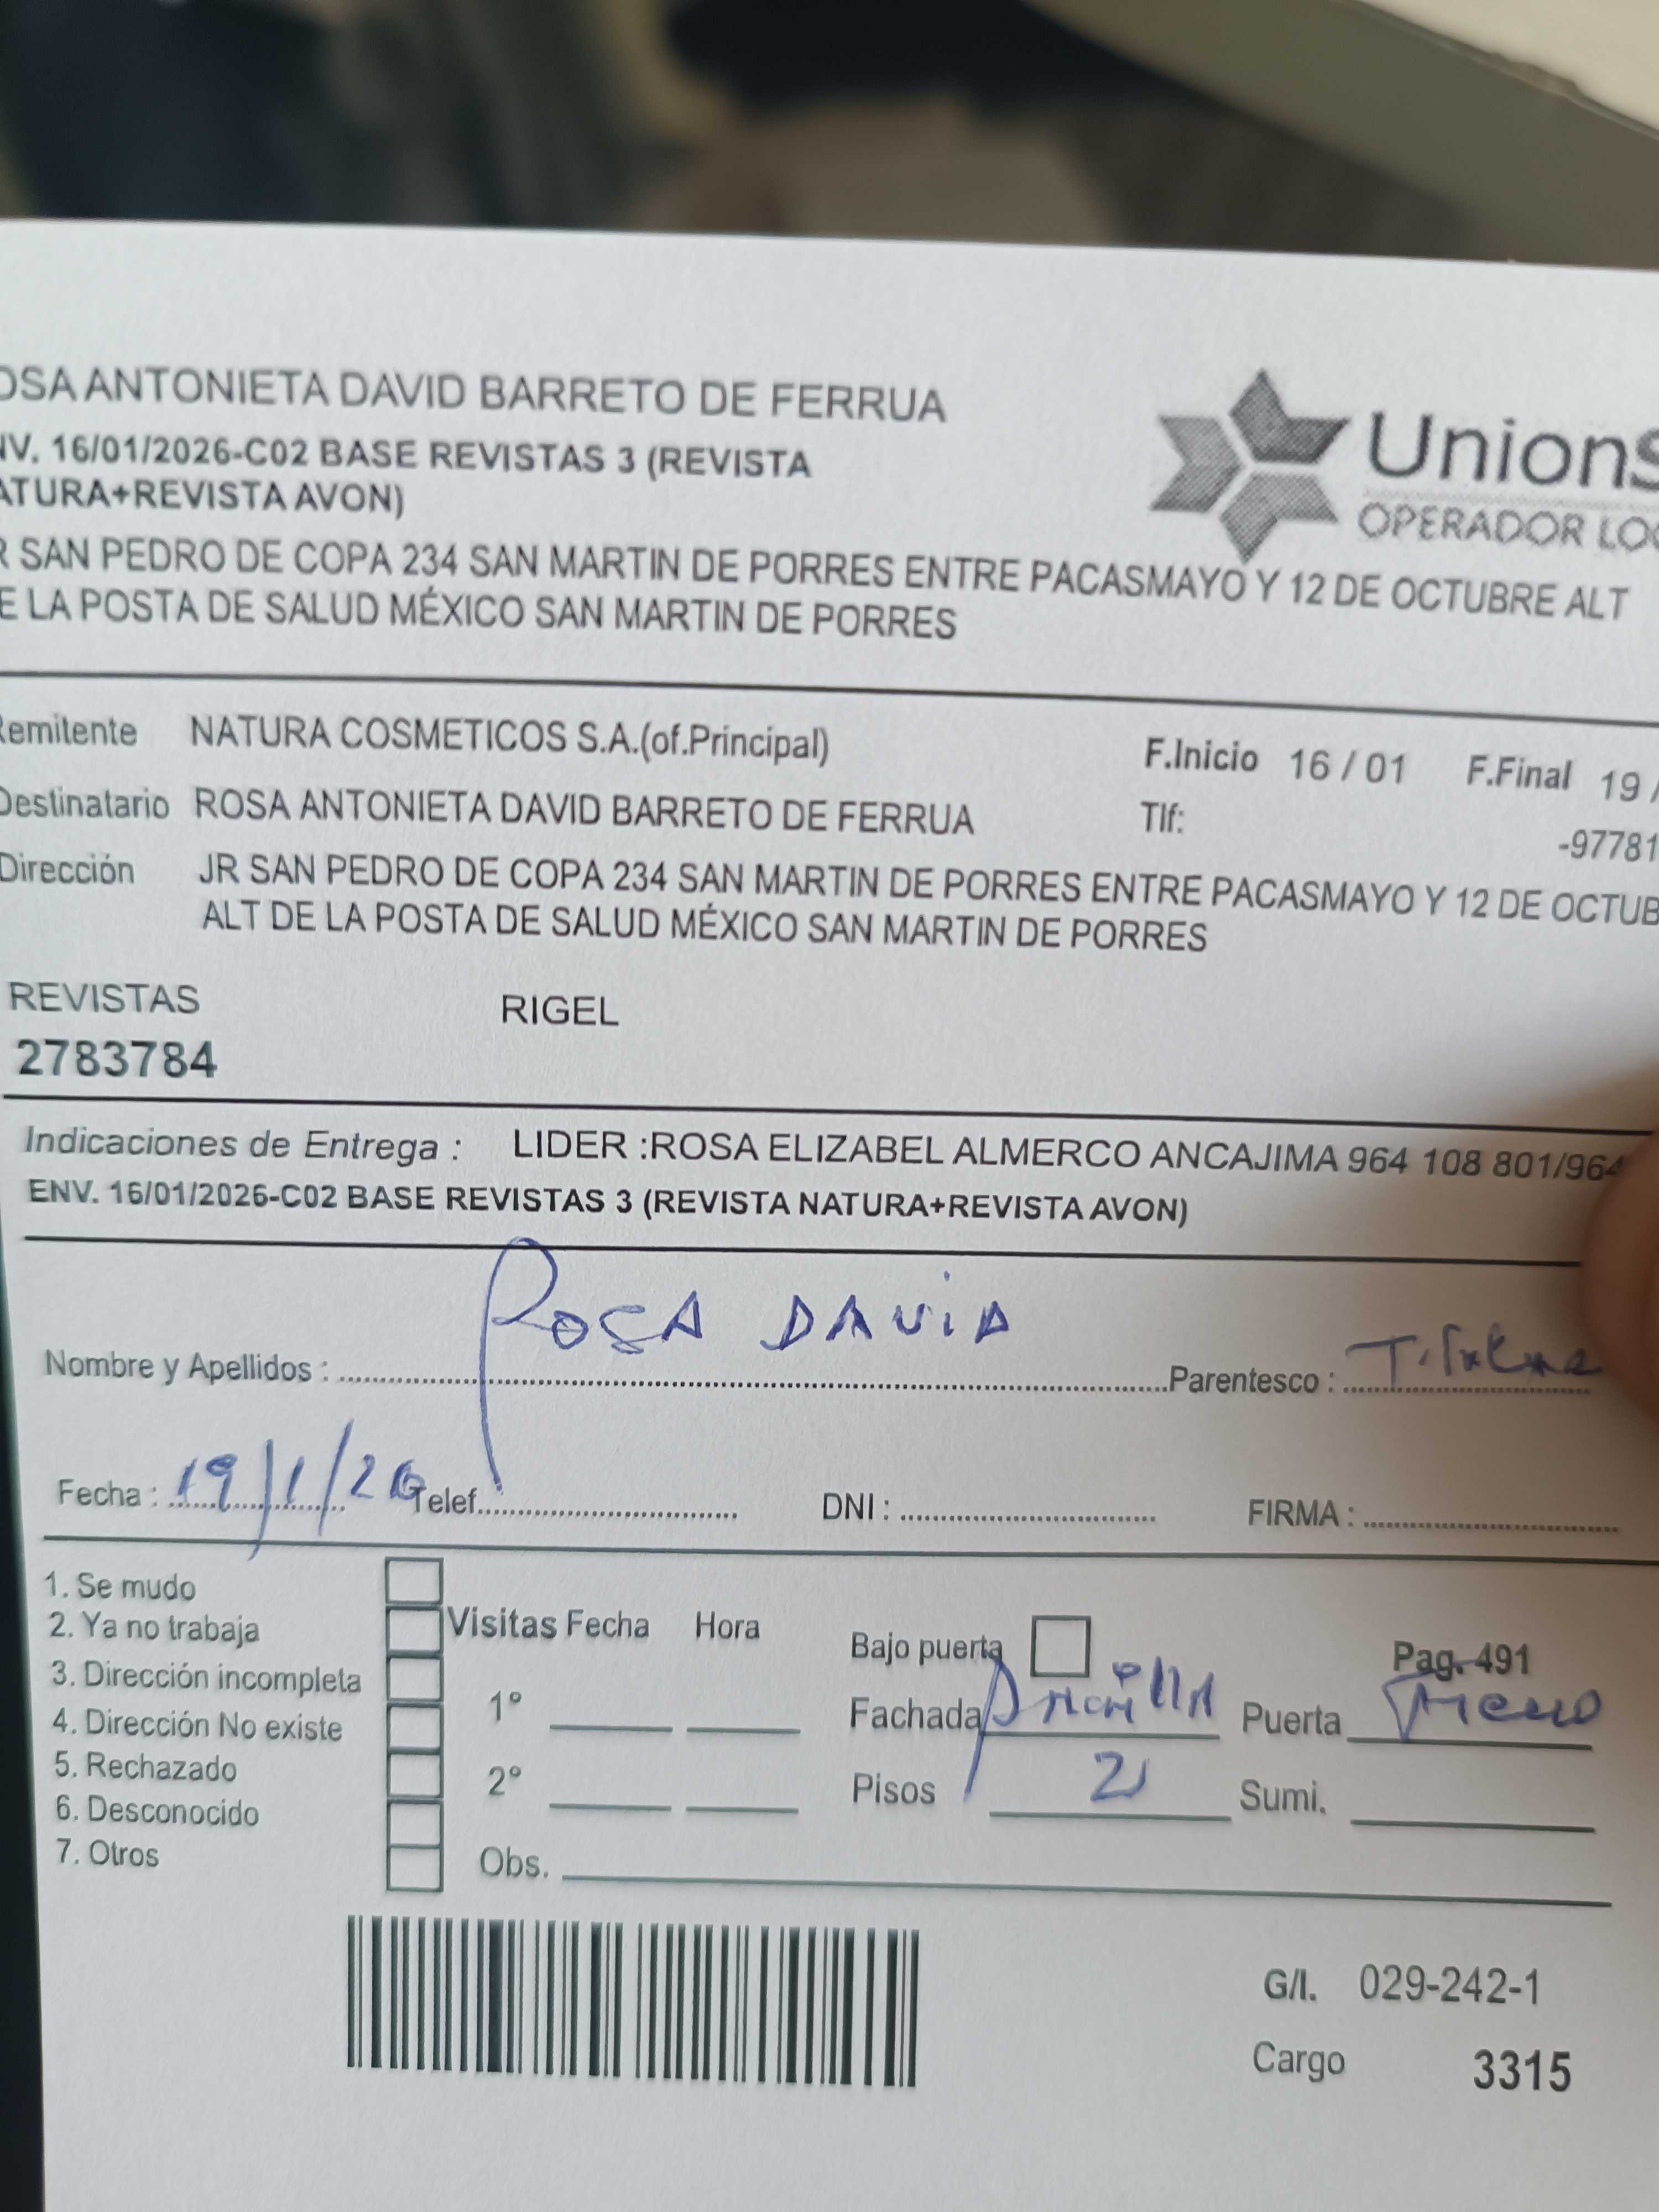 OSA ANTONIETA DAVID BARRETO DE FERRUA
NV. 16/01/2026-C02 BASE REVISTAS 3 (REVISTA
ATURA+REVISTA AVON)
UnionS
OPERADOR LOG
R SAN PEDRO DE COPA 234 SAN MARTIN DE PORRES ENTRE PACASMAYO Y 12 DE OCTUBRE ALT
E LA POSTA DE SALUD MÉXICO SAN MARTIN DE PORRES
Remitente NATURA COSMETICOS S.A.(of.Principal) F.Inicio 16 / 01 F.Final 19 /
Destinatario ROSA ANTONIETA DAVID BARRETO DE FERRUA Tlf:
-97781
Dirección JR SAN PEDRO DE COPA 234 SAN MARTIN DE PORRES ENTRE PACASMAYO Y 12 DE OCTUB
ALT DE LA POSTA DE SALUD MÉXICO SAN MARTIN DE PORRES
REVISTAS RIGEL
2783784
Indicaciones de Entrega : LIDER :ROSA ELIZABEL ALMERCO ANCAJIMA 964 108 801/964
ENV. 16/01/2026-C02 BASE REVISTAS 3 (REVISTA NATURA+REVISTA AVON)
Nombre y Apellidos : ROSA DAVID Parentesco :
Fecha : 19/1/26 Telef. DNI : FIRMA :
1. Se mudo
2. Ya no trabaja
3. Dirección incompleta
4. Dirección No existe
5. Rechazado
6. Desconocido
7. Otros
Visitas Fecha Hora
1°
2°
Obs.
Bajo puerta Pag. 491
Fachada Puerta
Pisos 2 Sumi.
G/I. 029-242-1
Cargo 3315